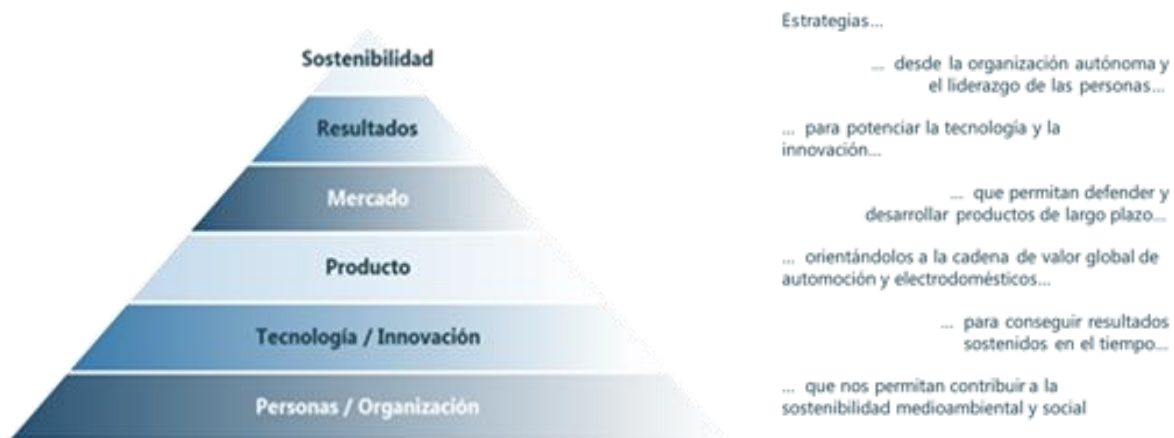 Sostenibilidad
Resultados
Mercado
Producto
Tecnología / Innovación
Personas / Organización
Estrategias...
... desde la organización autónoma y
el liderazgo de las personas...
... para potenciar la tecnología y la
innovación...
... que permitan defender y
desarrollar productos de largo plazo...
... orientándolos a la cadena de valor global de
automoción y electrodomésticos...
... para conseguir resultados
sostenidos en el tiempo...
... que nos permitan contribuir a la
sostenibilidad medioambiental y social